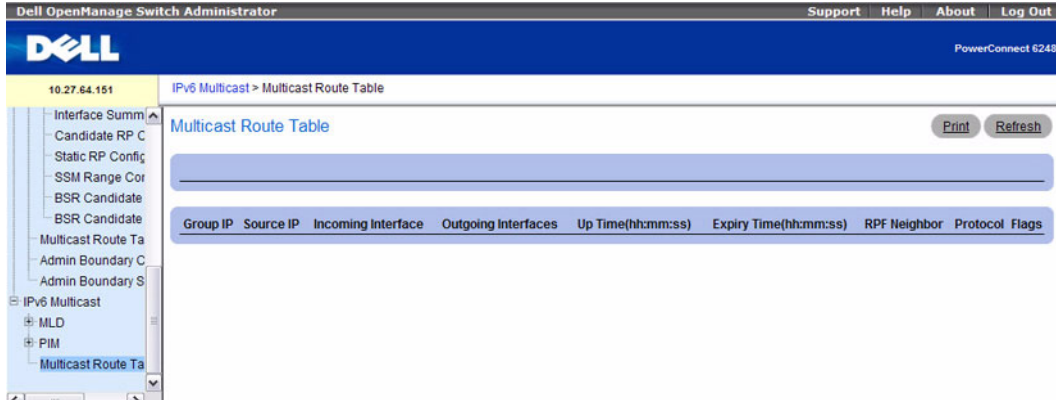 Dell OpenManage Switch Administrator
Support Help About Log Out
DELL
PowerConnect 6248
10.27.64.151
IPv6 Multicast > Multicast Route Table
Interface Summ
Candidate RP C
Static RP Config
SSM Range Cor
BSR Candidate
BSR Candidate
Multicast Route Ta
Admin Boundary C
Admin Boundary S
IPv6 Multicast
MLD
PIM
Multicast Route Ta
Multicast Route Table
Print Refresh
Group IP Source IP Incoming Interface Outgoing Interfaces Up Time(hh:mm:ss) Expiry Time(hh:mm:ss) RPF Neighbor Protocol Flags